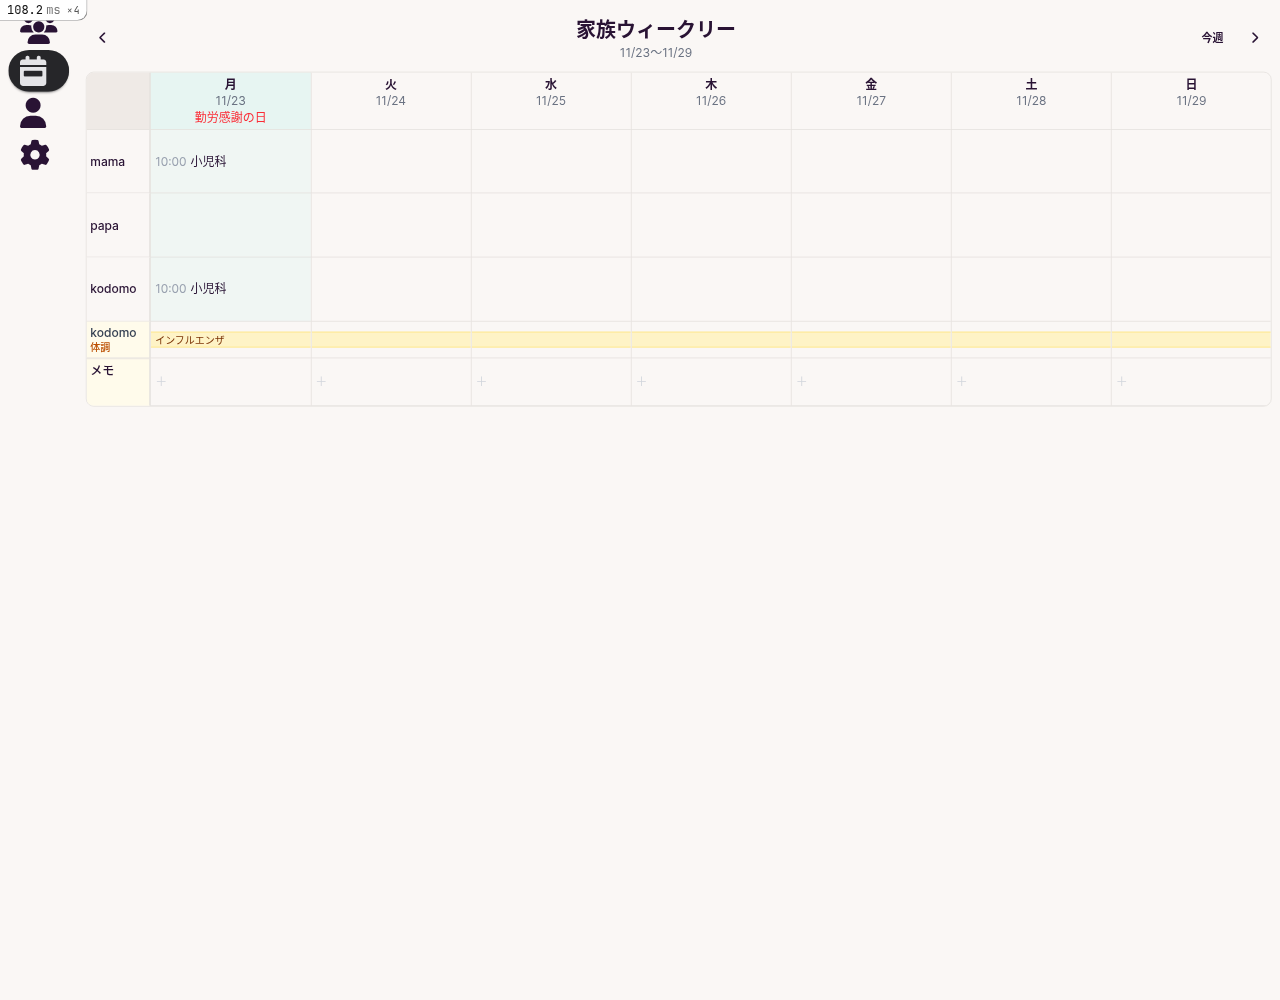 108.2 ms ×4
家族ウィークリー
11/23〜11/29
今週
月 火 水 木 金 土 日
11/23 11/24 11/25 11/26 11/27 11/28 11/29
勤労感謝の日
mama 10:00 小児科
papa
kodomo 10:00 小児科
kodomo
体調
インフルエンザ
メモ
+ + + + + + +